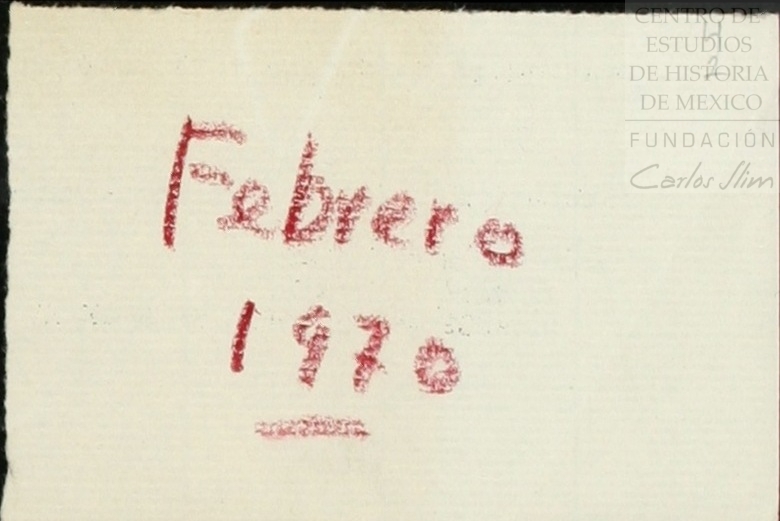 CENTRO DE
ESTUDIOS
DE HISTORIA
DE MEXICO
FUNDACIÓN
Carlos Slim
Febrero
1970